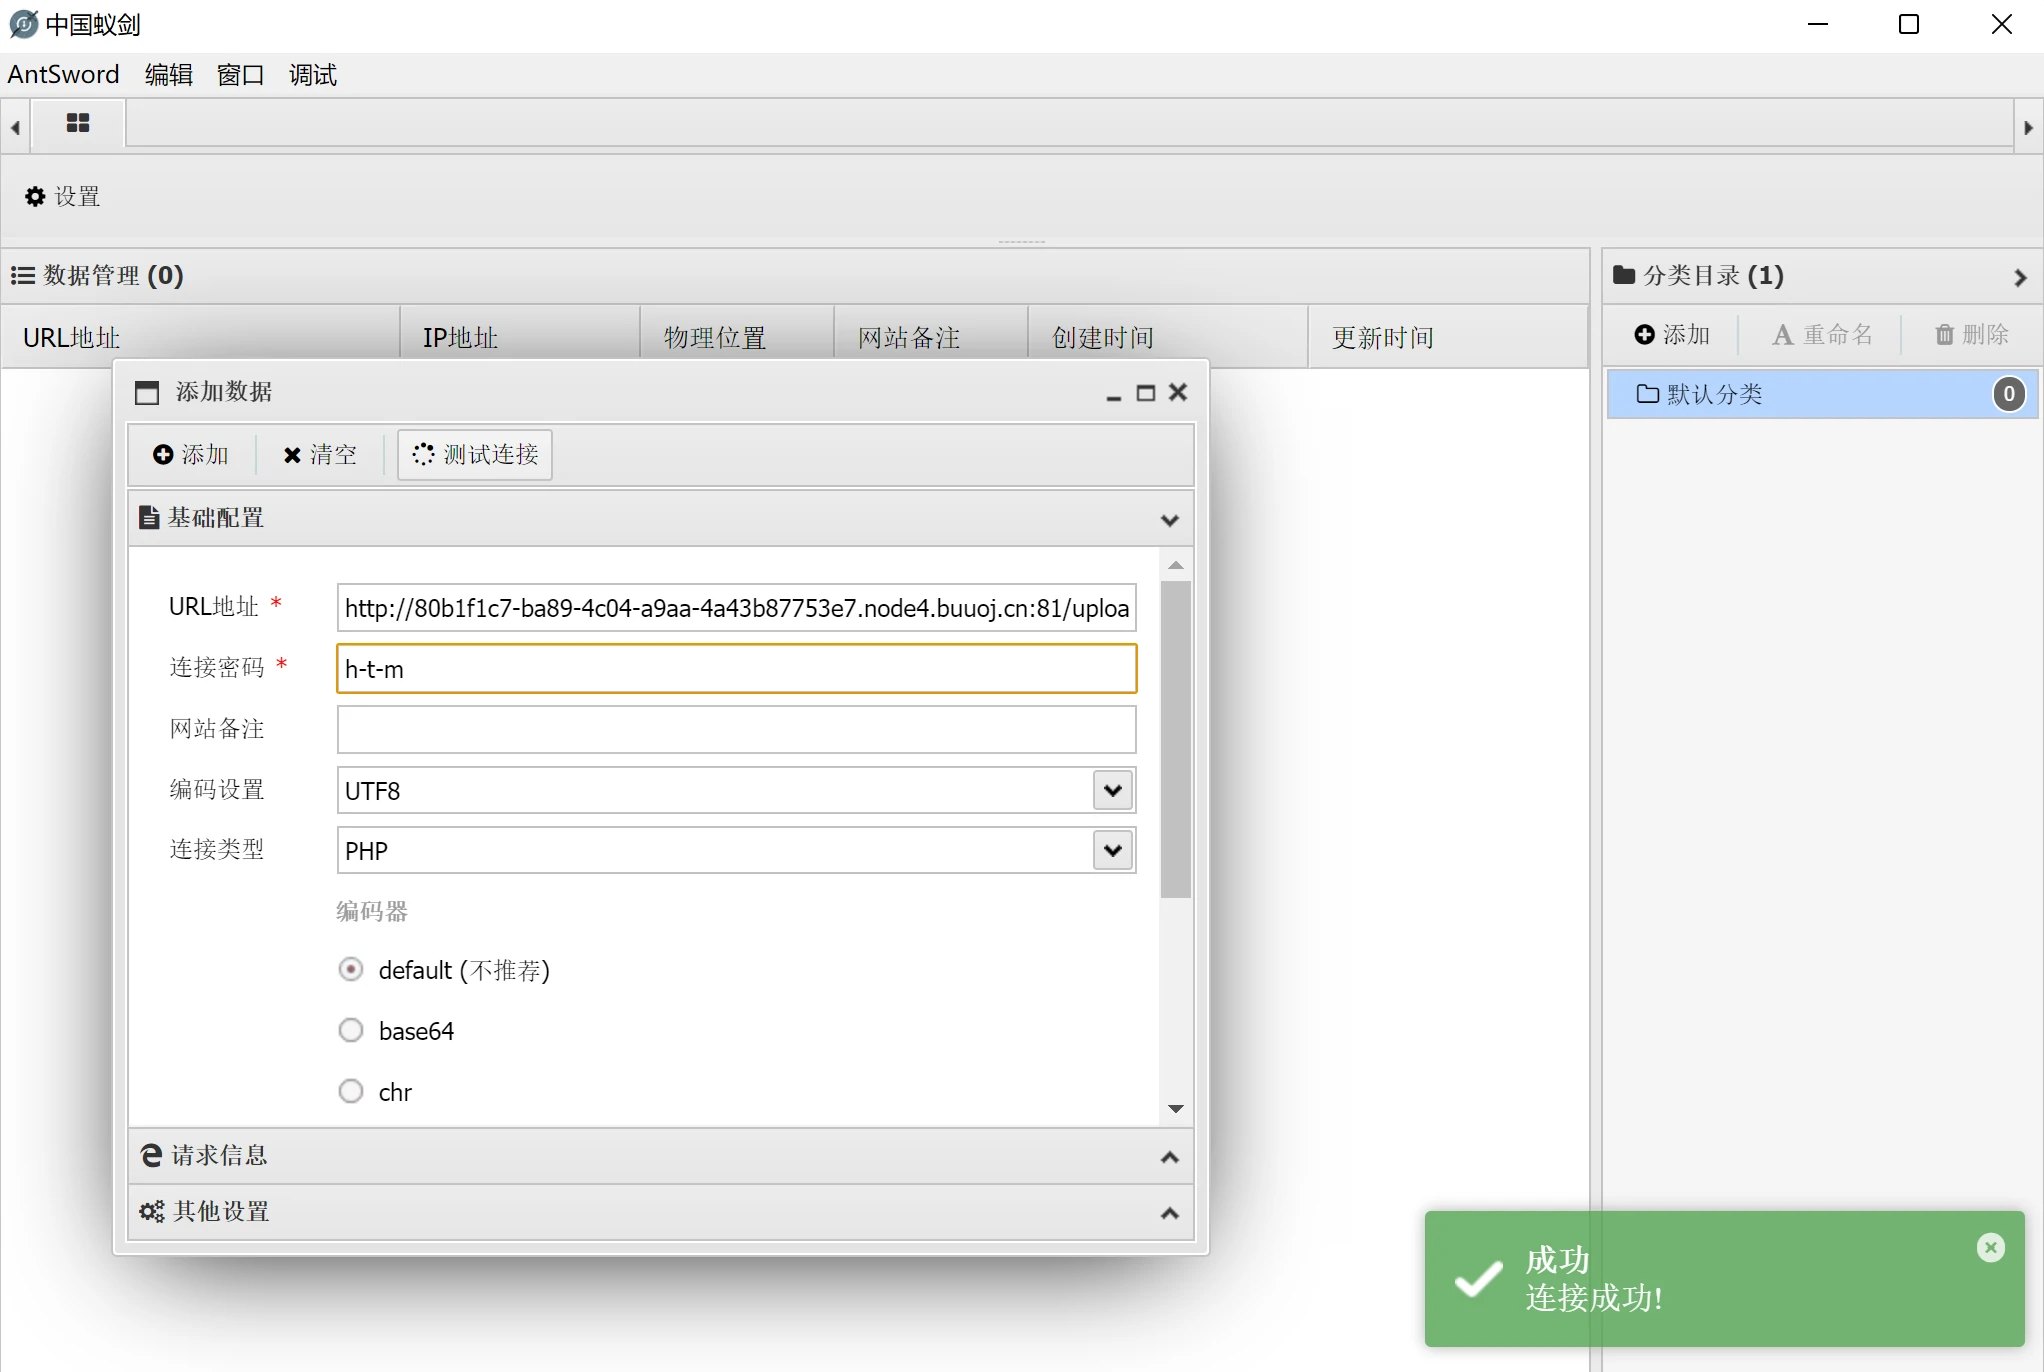 中国蚁剑
AntSword 编辑 窗口 调试
设置
数据管理 (0)
分类目录 (1)
URL地址 IP地址 物理位置 网站备注 创建时间 更新时间
添加 重命名 删除
默认分类 0
添加数据
添加 清空 测试连接
基础配置
URL地址 * http://80b1f1c7-ba89-4c04-a9aa-4a43b87753e7.node4.buuoj.cn:81/uploa
连接密码 * h-t-m
网站备注
编码设置 UTF8
连接类型 PHP
编码器
default (不推荐)
base64
chr
请求信息
其他设置
成功
连接成功!